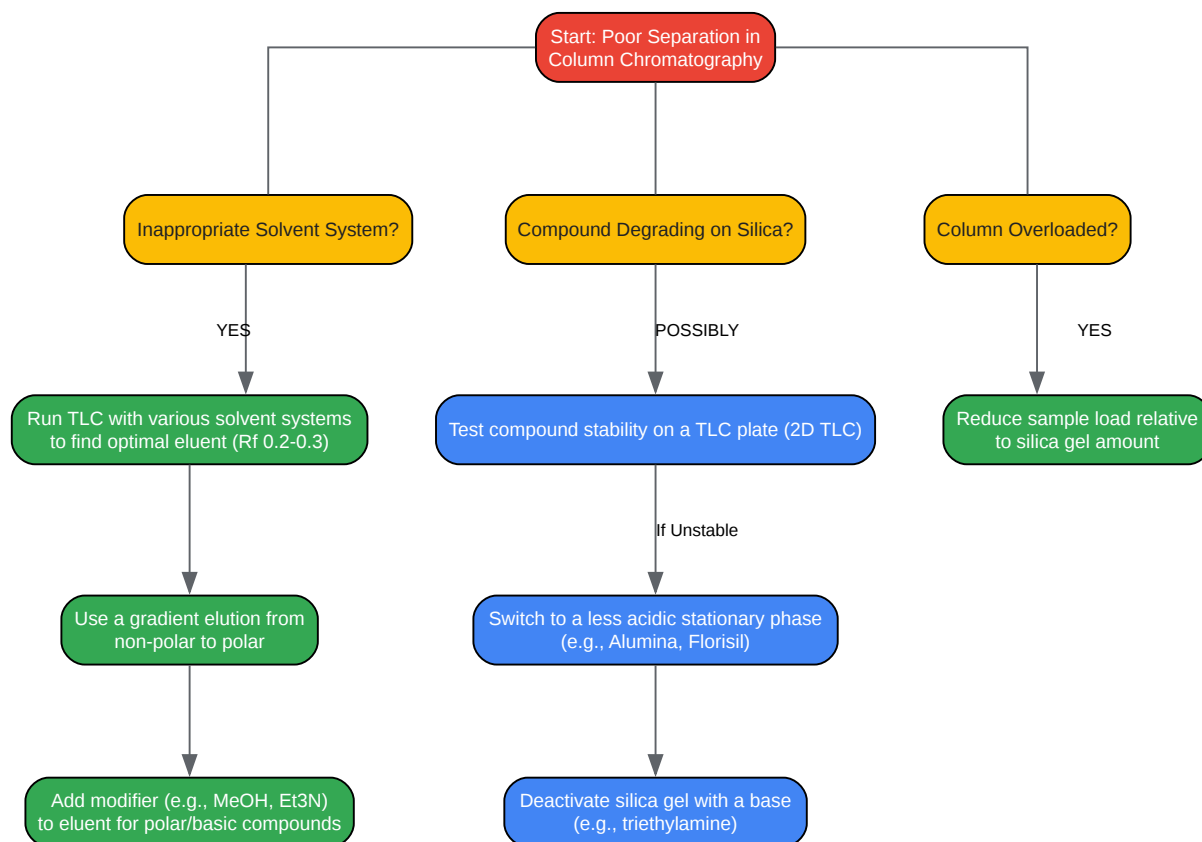 Start: Poor Separation in
Column Chromatography
Inappropriate Solvent System?
Compound Degrading on Silica?
Column Overloaded?
YES
POSSIBLY
YES
Run TLC with various solvent systems
to find optimal eluent (Rf 0.2-0.3)
Test compound stability on a TLC plate (2D TLC)
Reduce sample load relative
to silica gel amount
If Unstable
Use a gradient elution from
non-polar to polar
Switch to a less acidic stationary phase
(e.g., Alumina, Florisil)
Add modifier (e.g., MeOH, Et3N)
to eluent for polar/basic compounds
Deactivate silica gel with a base
(e.g., triethylamine)